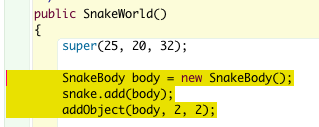 public SnakeWorld()
{
super(25, 20, 32);
SnakeBody body = new SnakeBody();
snake.add(body);
addObject(body, 2, 2);